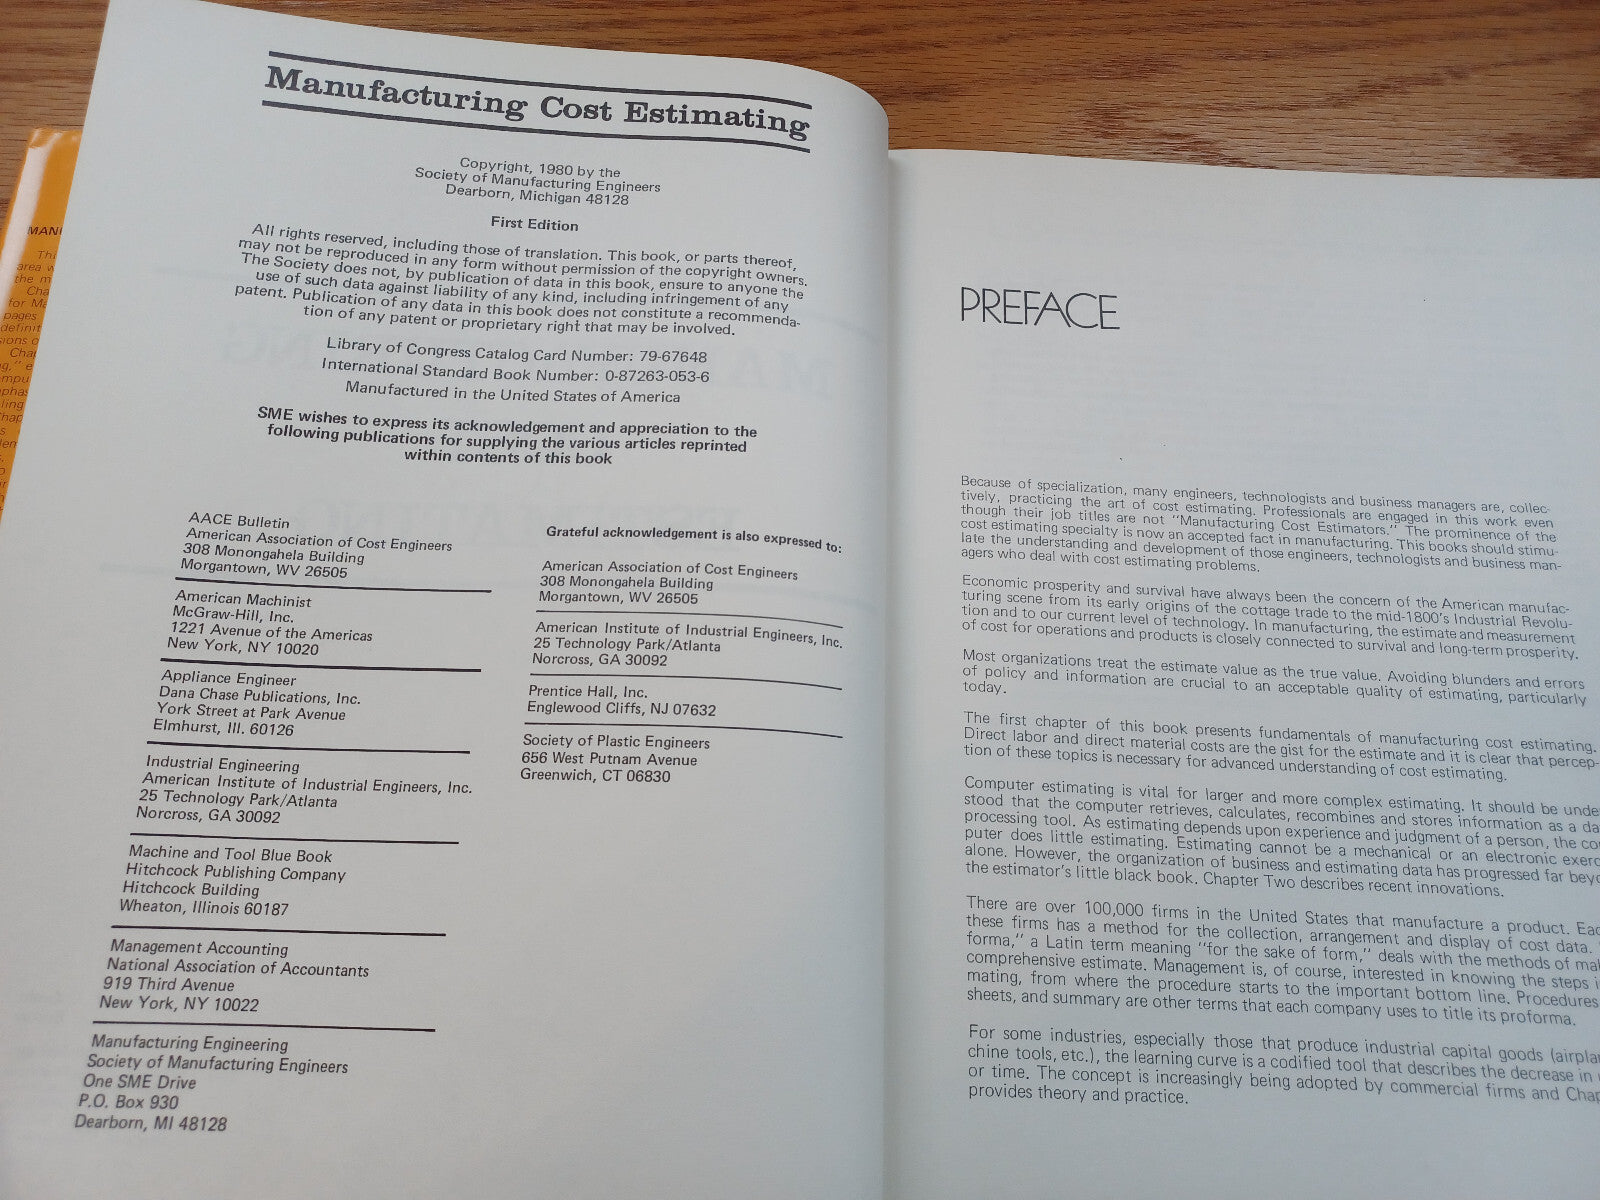 Manufacturing Cost Estimating
Copyright, 1980 by the
Society of Manufacturing Engineers
Dearborn, Michigan 48128
First Edition
All rights reserved, including those of translation. This book, or parts thereof,
may not be reproduced in any form without permission of the copyright owners.
The Society does not, by publication of data in this book, ensure to anyone the
use of such data against liability of any kind, including infringement of any
patent. Publication of any data in this book does not constitute a recommenda-
tion of any patent or proprietary right that may be involved.
Library of Congress Catalog Card Number: 79-67648
International Standard Book Number: 0-87263-053-6
Manufactured in the United States of America
SME wishes to express its acknowledgement and appreciation to the
following publications for supplying the various articles reprinted
within contents of this book
AACE Bulletin
American Association of Cost Engineers
308 Monongahela Building
Morgantown, WV 26505
American Machinist
McGraw-Hill, Inc.
1221 Avenue of the Americas
New York, NY 10020
Appliance Engineer
Dana Chase Publications, Inc.
York Street at Park Avenue
Elmhurst, Ill. 60126
Industrial Engineering
American Institute of Industrial Engineers, Inc.
25 Technology Park/Atlanta
Norcross, GA 30092
Machine and Tool Blue Book
Hitchcock Publishing Company
Hitchcock Building
Wheaton, Illinois 60187
Management Accounting
National Association of Accountants
919 Third Avenue
New York, NY 10022
Manufacturing Engineering
Society of Manufacturing Engineers
One SME Drive
P.O. Box 930
Dearborn, MI 48128
Grateful acknowledgement is also expressed to:
American Association of Cost Engineers
308 Monongahela Building
Morgantown, WV 26505
American Institute of Industrial Engineers, Inc.
25 Technology Park/Atlanta
Norcross, GA 30092
Prentice Hall, Inc.
Englewood Cliffs, NJ 07632
Society of Plastic Engineers
656 West Putnam Avenue
Greenwich, CT 06830
PREFACE
Because of specialization, many engineers, technologists and business managers are, collec-
tively, practicing the art of cost estimating. Professionals are engaged in this work even
though their job titles are not "Manufacturing Cost Estimators." The prominence of the
cost estimating specialty is now an accepted fact in manufacturing. This books should stimu-
late the understanding and development of those engineers, technologists and business man-
agers who deal with cost estimating problems.
Economic prosperity and survival have always been the concern of the American manufac-
turing scene from its early origins of the cottage trade to the mid-1800's Industrial Revolu-
tion and to our current level of technology. In manufacturing, the estimate and measurement
of cost for operations and products is closely connected to survival and long-term prosperity.
Most organizations treat the estimate value as the true value. Avoiding blunders and errors
of policy and information are crucial to an acceptable quality of estimating, particularly
today.
The first chapter of this book presents fundamentals of manufacturing cost estimating.
Direct labor and direct material costs are the gist for the estimate and it is clear that percep-
tion of these topics is necessary for advanced understanding of cost estimating.
Computer estimating is vital for larger and more complex estimating. It should be under
stood that the computer retrieves, calculates, recombines and stores information as a da
processing tool. As estimating depends upon experience and judgment of a person, the co
puter does little estimating. Estimating cannot be a mechanical or an electronic exerc
alone. However, the organization of business and estimating data has progressed far beyo
the estimator's little black book. Chapter Two describes recent innovations.
There are over 100,000 firms in the United States that manufacture a product. Eac
these firms has a method for the collection, arrangement and display of cost data.
forma," a Latin term meaning "for the sake of form," deals with the methods of mak
comprehensive estimate. Management is, of course, interested in knowing the steps i
mating, from where the procedure starts to the important bottom line. Procedures
sheets, and summary are other terms that each company uses to title its proforma.
For some industries, especially those that produce industrial capital goods (airplan
chine tools, etc.), the learning curve is a codified tool that describes the decrease in
or time. The concept is increasingly being adopted by commercial firms and Chap
provides theory and practice.